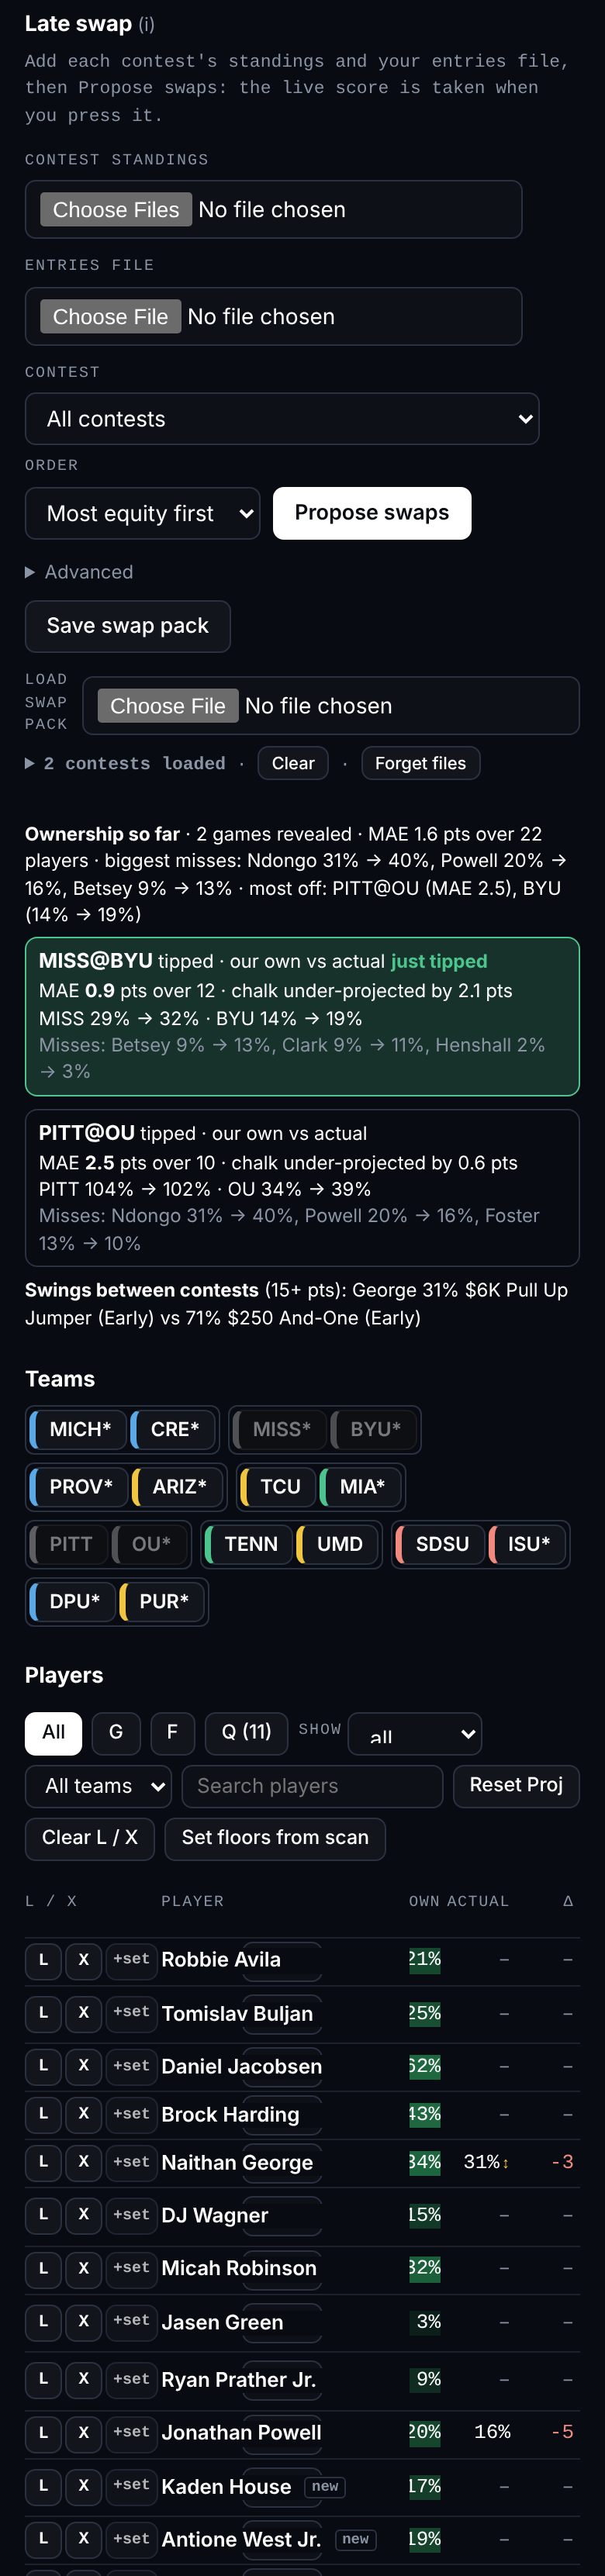 Late swap (i)
Add each contest's standings and your entries file,
then Propose swaps: the live score is taken when
you press it.
CONTEST STANDINGS
Choose Files No file chosen
ENTRIES FILE
Choose File No file chosen
CONTEST
All contests
ORDER
Most equity first Propose swaps
▶ Advanced
Save swap pack
LOAD
SWAP
PACK
Choose File No file chosen
▶ 2 contests loaded · Clear · Forget files
Ownership so far · 2 games revealed · MAE 1.6 pts over 22
players · biggest misses: Ndongo 31% → 40%, Powell 20% →
16%, Betsey 9% → 13% · most off: PITT@OU (MAE 2.5), BYU
(14% → 19%)
MISS@BYU tipped · our own vs actual just tipped
MAE 0.9 pts over 12 · chalk under-projected by 2.1 pts
MISS 29% → 32% · BYU 14% → 19%
Misses: Betsey 9% → 13%, Clark 9% → 11%, Henshall 2%
→ 3%
PITT@OU tipped · our own vs actual
MAE 2.5 pts over 10 · chalk under-projected by 0.6 pts
PITT 104% → 102% · OU 34% → 39%
Misses: Ndongo 31% → 40%, Powell 20% → 16%, Foster
13% → 10%
Swings between contests (15+ pts): George 31% $6K Pull Up
Jumper (Early) vs 71% $250 And-One (Early)
Teams
MICH* CRE* MISS* BYU*
PROV* ARIZ* TCU MIA*
PITT OU* TENN UMD SDSU ISU*
DPU* PUR*
Players
All G F Q (11) SHOW all
All teams Search players Reset Proj
Clear L / X Set floors from scan
L / X PLAYER OWN ACTUAL Δ
L X +set Robbie Avila 21% – –
L X +set Tomislav Buljan 25% – –
L X +set Daniel Jacobsen 62% – –
L X +set Brock Harding 43% – –
L X +set Naithan George 34% 31%↕ -3
L X +set DJ Wagner 15% – –
L X +set Micah Robinson 32% – –
L X +set Jasen Green 3% – –
L X +set Ryan Prather Jr. 9% – –
L X +set Jonathan Powell 20% 16% -5
L X +set Kaden House new 17% – –
L X +set Antione West Jr. new 19% – –